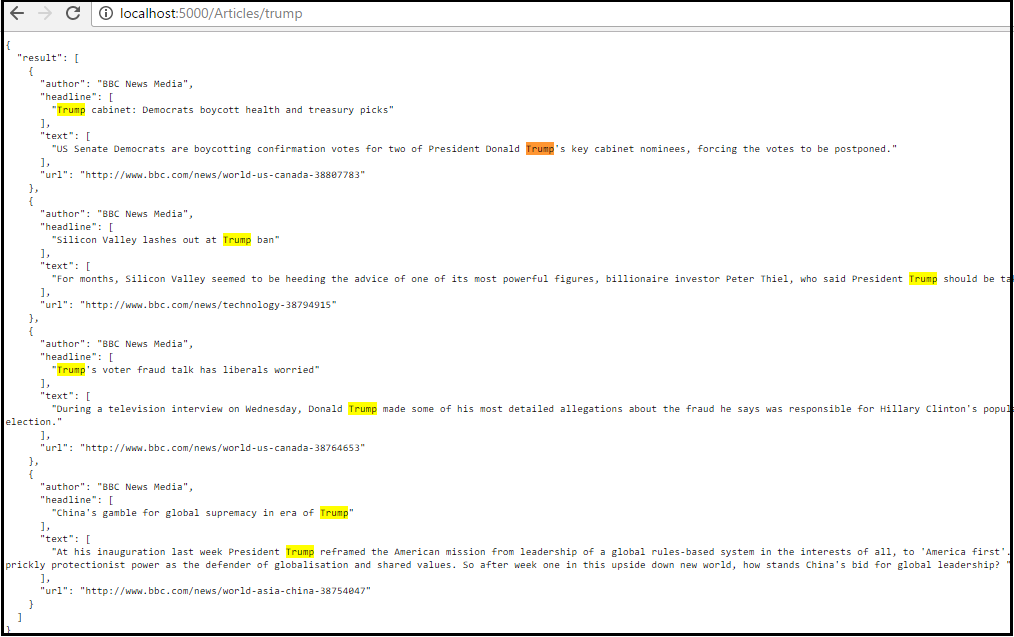 localhost:5000/Articles/trump
{
"result": [
{
"author": "BBC News Media",
"headline": [
"Trump cabinet: Democrats boycott health and treasury picks"
],
"text": [
"US Senate Democrats are boycotting confirmation votes for two of President Donald Trump's key cabinet nominees, forcing the votes to be postponed."
],
"url": "http://www.bbc.com/news/world-us-canada-38807783"
},
{
"author": "BBC News Media",
"headline": [
"Silicon Valley lashes out at Trump ban"
],
"text": [
"For months, Silicon Valley seemed to be heeding the advice of one of its most powerful figures, billionaire investor Peter Thiel, who said President Trump should be
],
"url": "http://www.bbc.com/news/technology-38794915"
},
{
"author": "BBC News Media",
"headline": [
"Trump's voter fraud talk has liberals worried"
],
"text": [
"During a television interview on Wednesday, Donald Trump made some of his most detailed allegations about the fraud he says was responsible for Hillary Clinton's
election."
],
"url": "http://www.bbc.com/news/world-us-canada-38764653"
},
{
"author": "BBC News Media",
"headline": [
"China's gamble for global supremacy in era of Trump"
],
"text": [
"At his inauguration last week President Trump reframed the American mission from leadership of a global rules-based system in the interests of all, to 'America first'.
prickly protectionist power as the defender of globalisation and shared values. So after week one in this upside down new world, how stands China's bid for global leadership? "
],
"url": "http://www.bbc.com/news/world-asia-china-38754047"
}
]
}